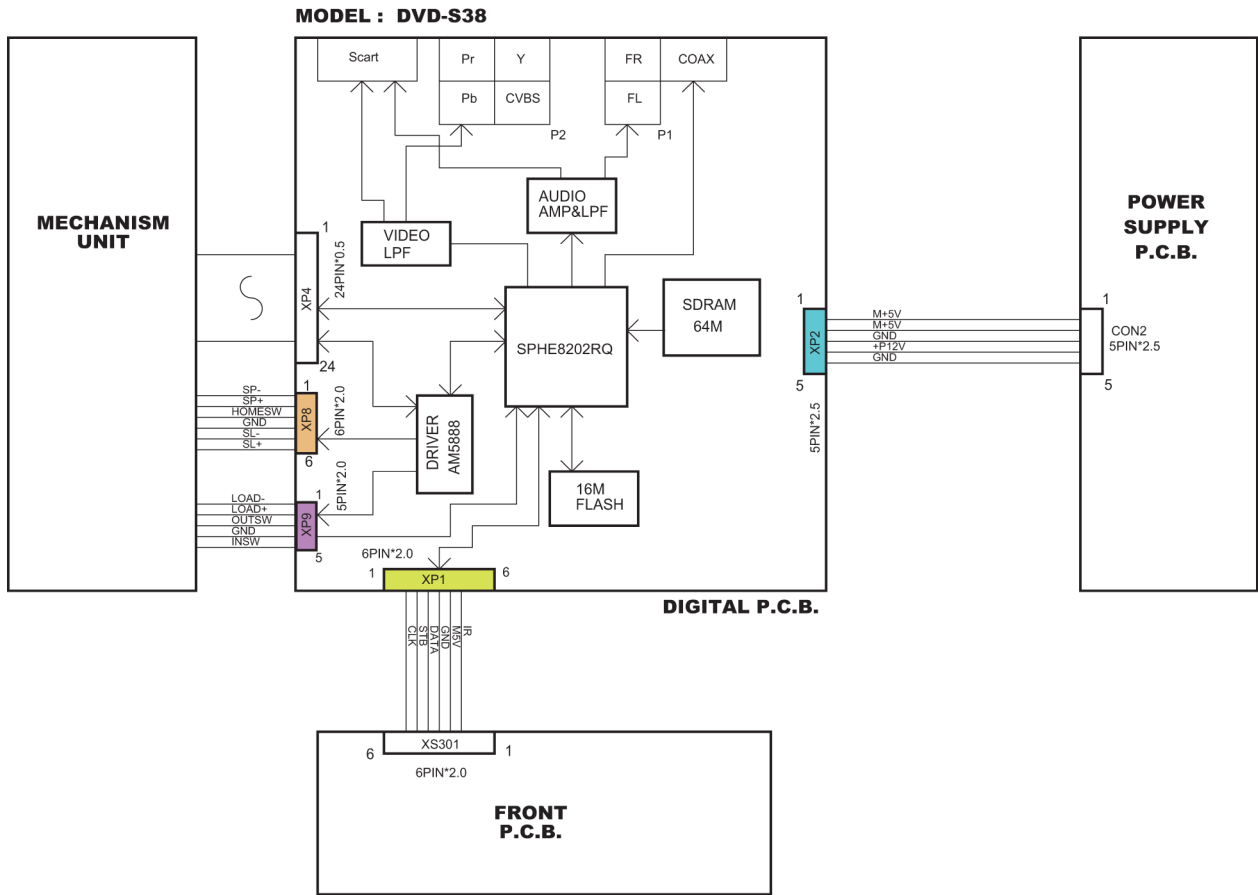 MODEL : DVD-S38
Scart
Pr
Y
FR
COAX
Pb
CVBS
FL
P2
P1
MECHANISM
UNIT
AUDIO
AMP&LPF
VIDEO
LPF
POWER
SUPPLY
P.C.B.
1
24PIN*0.5
XP4
24
SPHE8202RQ
SDRAM
64M
1
XP2
5
5PIN*2.5
M+5V
M+5V
GND
+P12V
GND
1
CON2
5PIN*2.5
5
SP-
SP+
HOMESW
GND
SL-
SL+
1
XP8
6
6PIN*2.0
DRIVER
AM5888
16M
FLASH
LOAD-
LOAD+
OUTSW
GND
INSW
1
XP9
5
5PIN*2.0
6PIN*2.0
1
XP1
6
DIGITAL P.C.B.
CLK
STB
DATA
GND
M5V
IR
6
XS301
1
6PIN*2.0
FRONT
P.C.B.